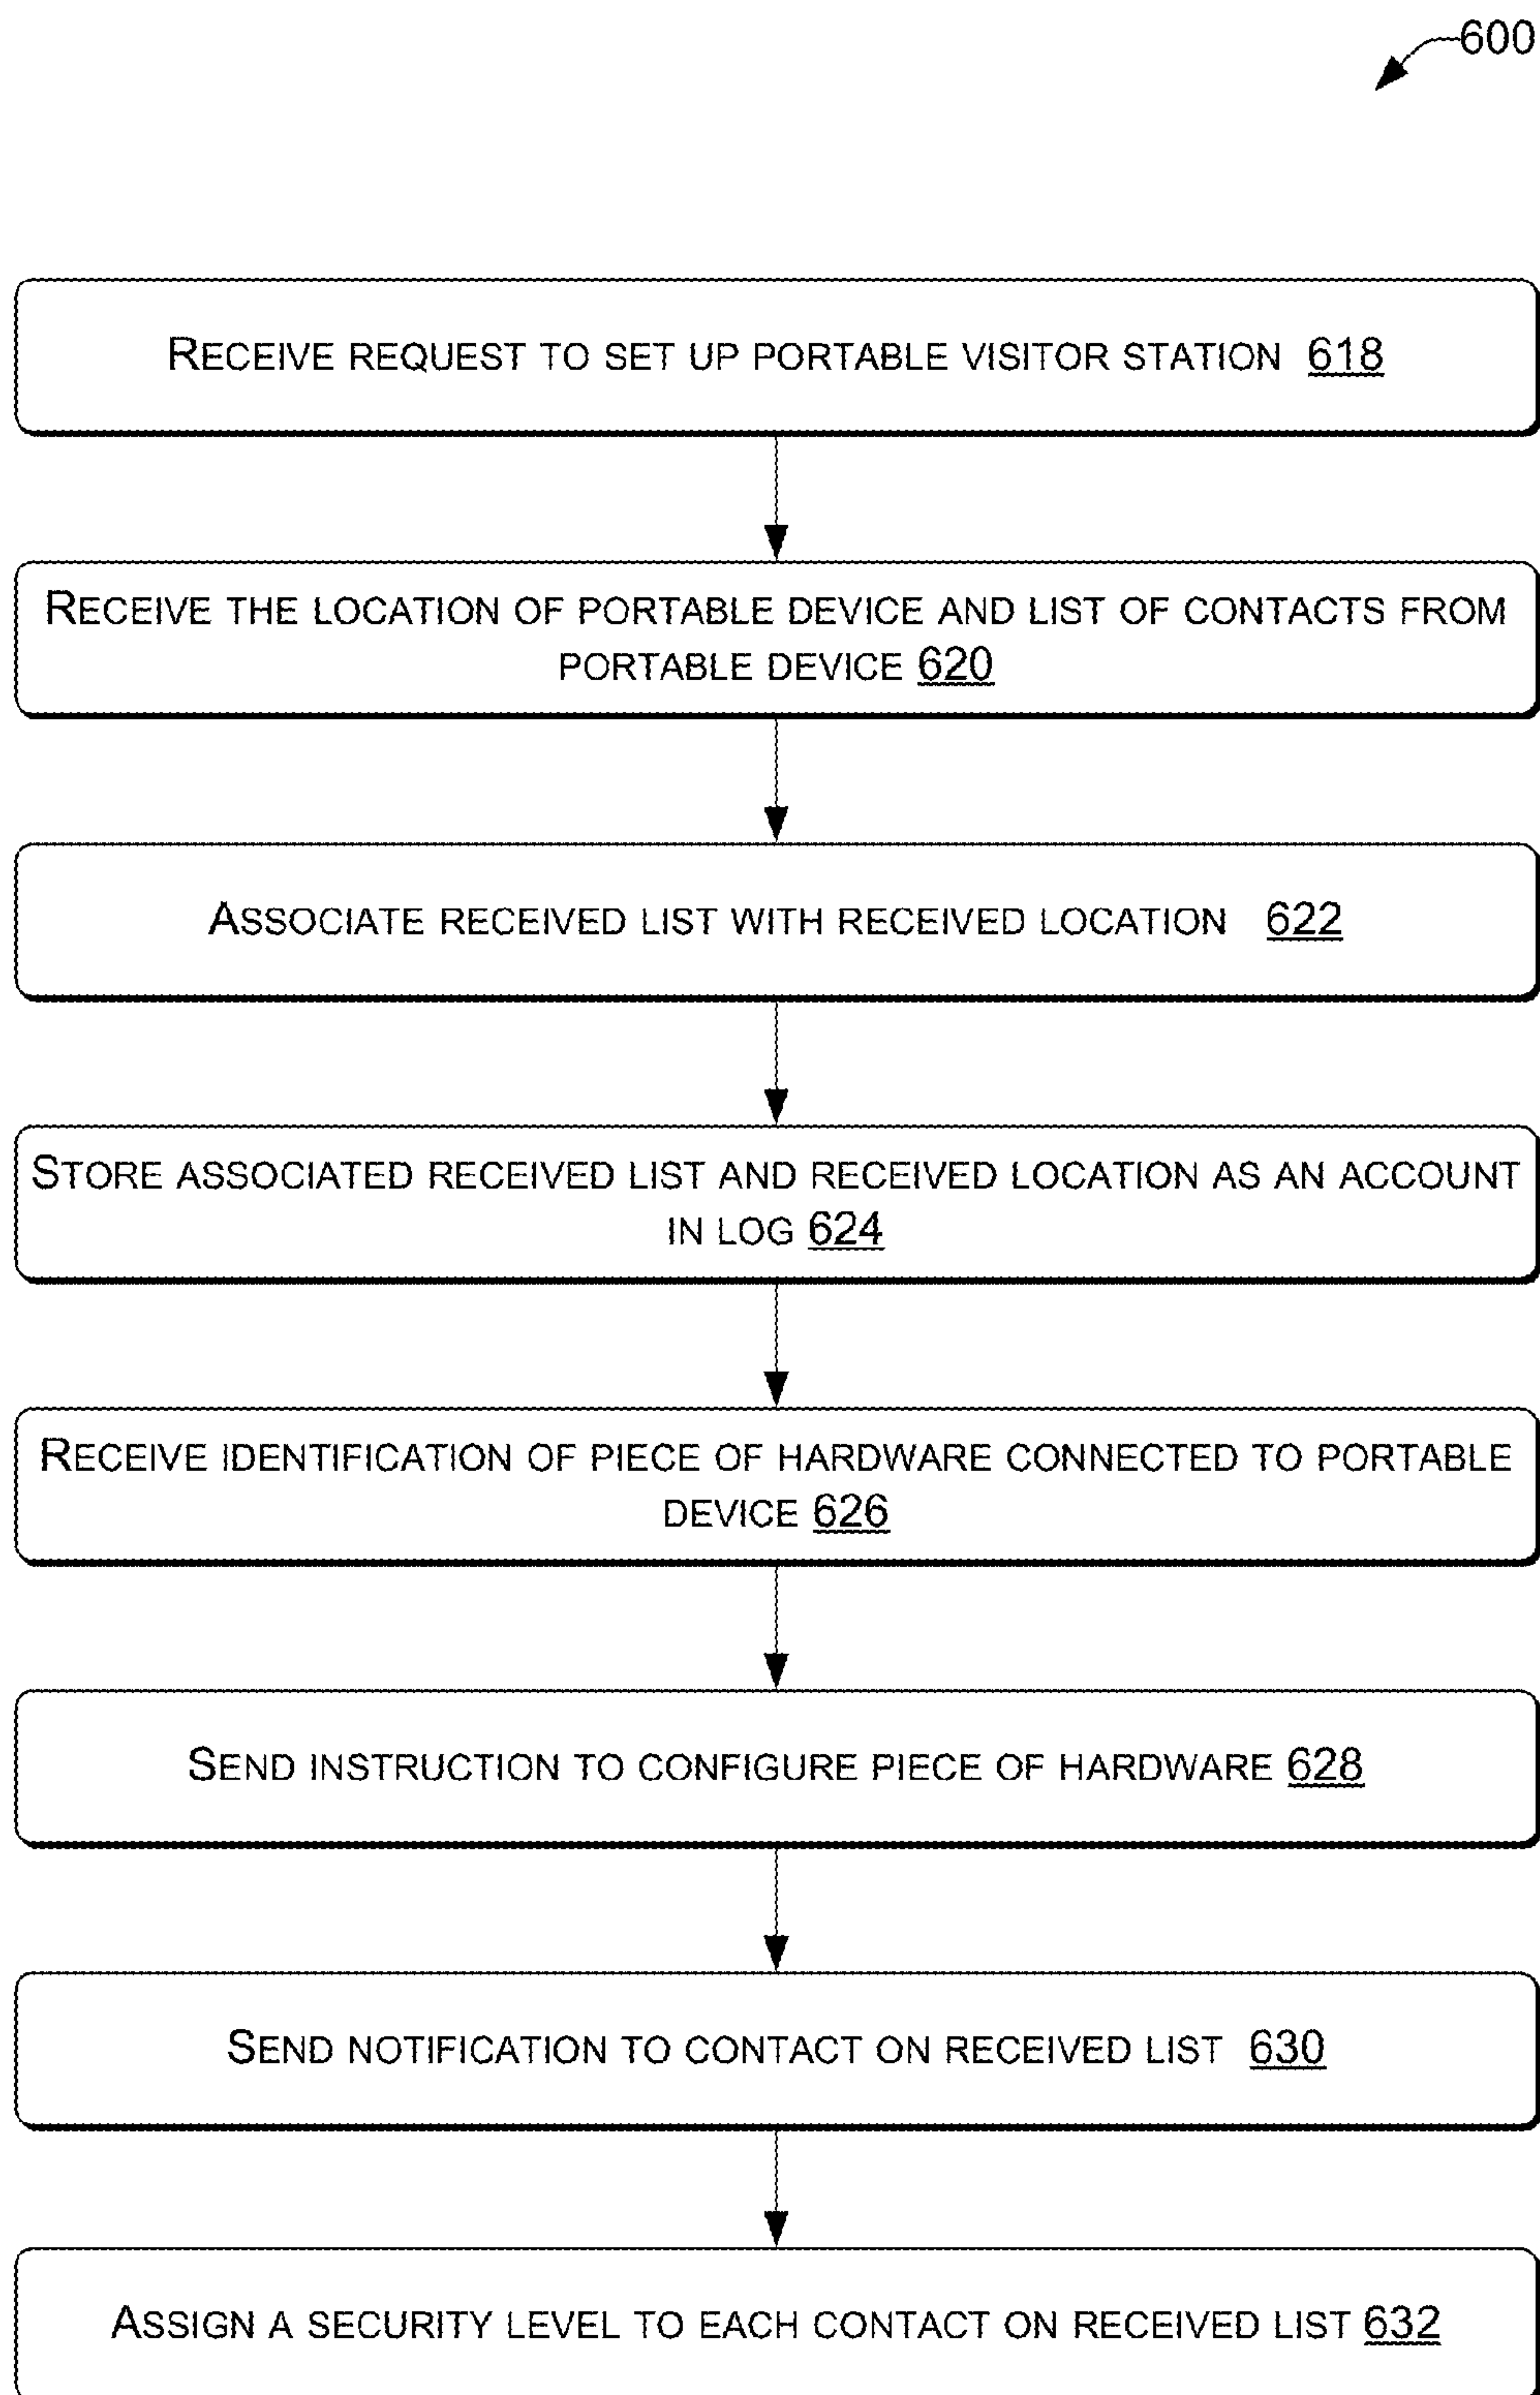 600
RECEIVE REQUEST TO SET UP PORTABLE VISITOR STATION 618
RECEIVE THE LOCATION OF PORTABLE DEVICE AND LIST OF CONTACTS FROM
PORTABLE DEVICE 620
ASSOCIATE RECEIVED LIST WITH RECEIVED LOCATION 622
STORE ASSOCIATED RECEIVED LIST AND RECEIVED LOCATION AS AN ACCOUNT
IN LOG 624
RECEIVE IDENTIFICATION OF PIECE OF HARDWARE CONNECTED TO PORTABLE
DEVICE 626
SEND INSTRUCTION TO CONFIGURE PIECE OF HARDWARE 628
SEND NOTIFICATION TO CONTACT ON RECEIVED LIST 630
ASSIGN A SECURITY LEVEL TO EACH CONTACT ON RECEIVED LIST 632